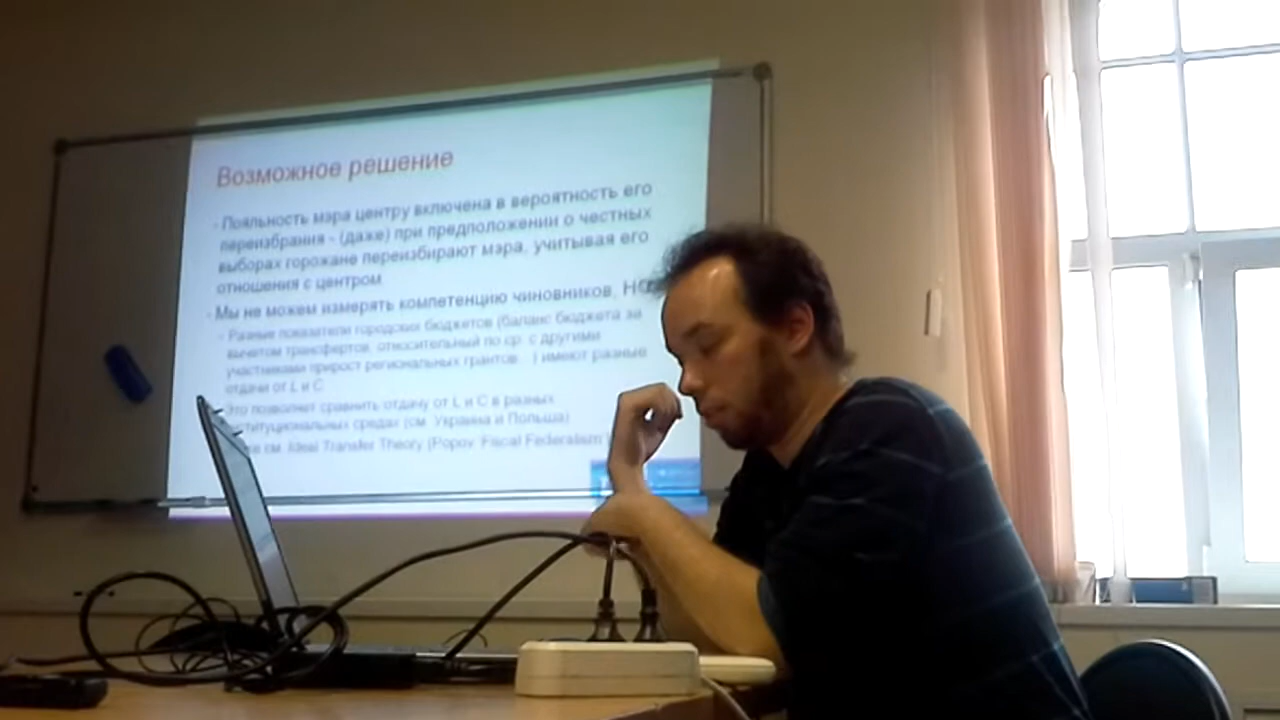 Возможное решение
- Лояльность мэра центру включена в вероятность его
переизбрания - (даже) при предположении о честных
выборах горожане переизбирают мэра, учитывая его
отношения с центром
- Мы не можем измерять компетенцию чиновников, НО
- Разные показатели городских бюджетов (баланс бюджета за
вычетом трансфертов, относительный по ср. с другими
участниками прирост региональных грантов...) имеют разные
отдачи от L и C
Это позволяет сравнить отдачу от L и C в разных
институциональных средах (см. Украина и Польша)
см. Ideal Transfer Theory (Popov. Fiscal Federalism